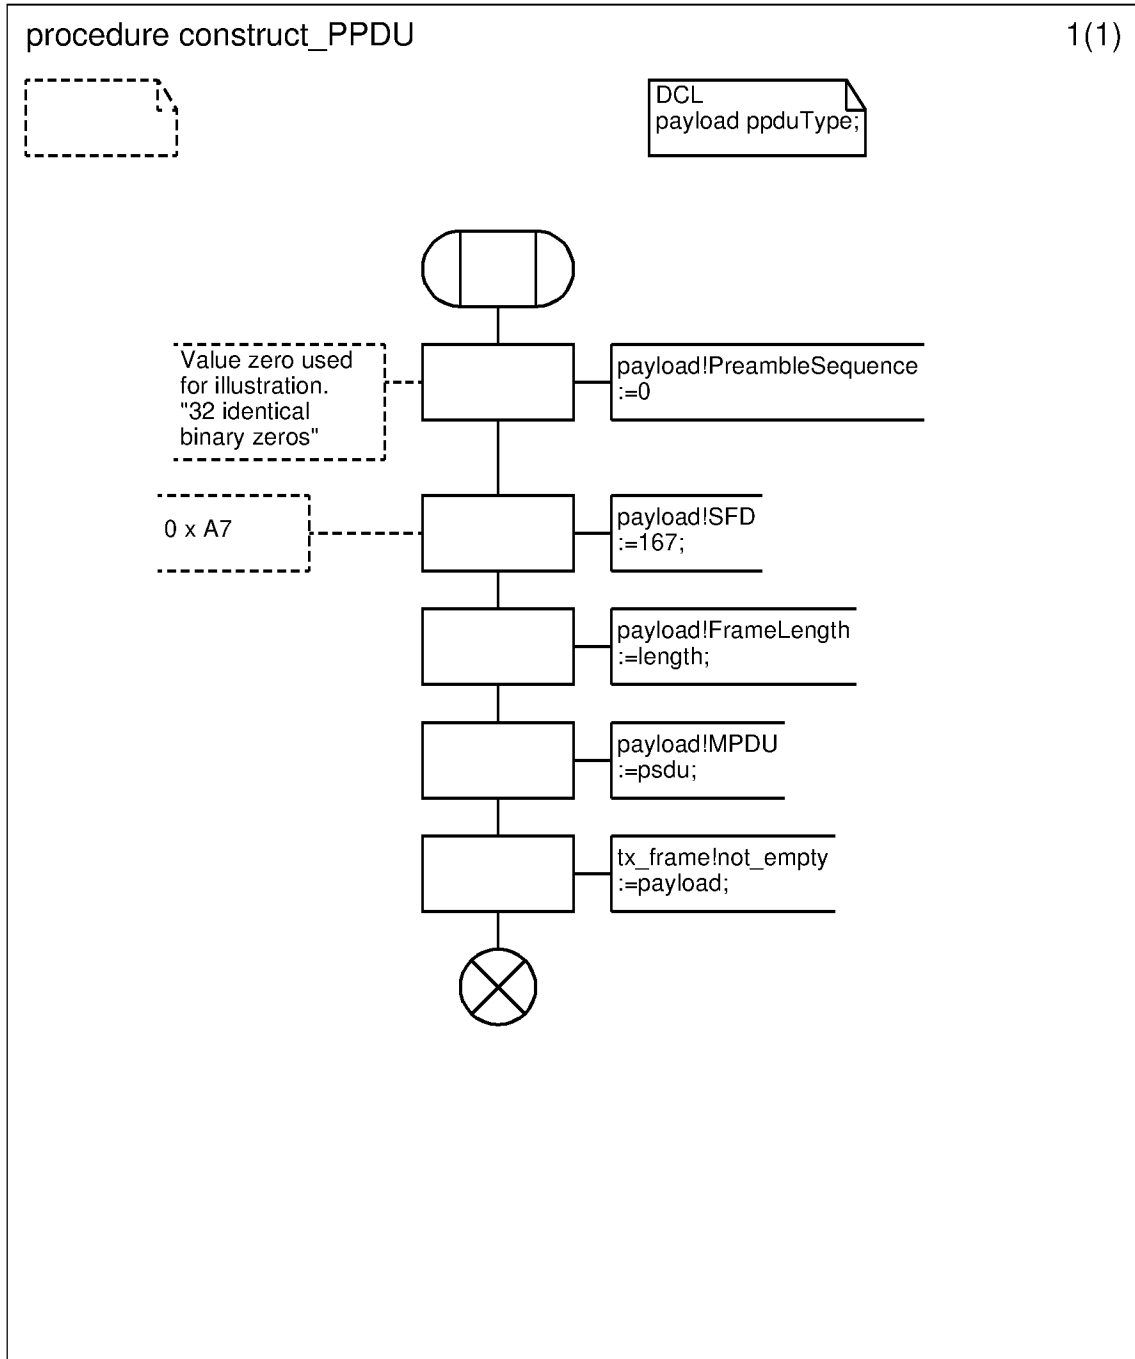 procedure construct_PPDU
1(1)
DCL
payload ppduType;
Value zero used
for illustration.
"32 identical
binary zeros"
payload!PreambleSequence
:=0
0 x A7
payload!SFD
:=167;
payload!FrameLength
:=length;
payload!MPDU
:=psdu;
tx_frame!not_empty
:=payload;